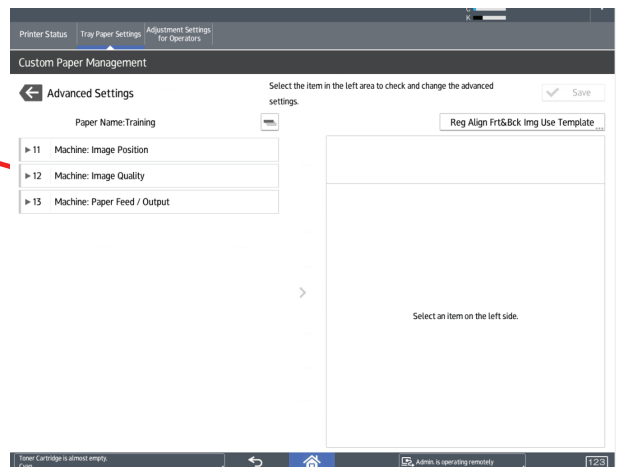 C
K
Printer Status Tray Paper Settings Adjustment Settings
for Operators
Custom Paper Management
Advanced Settings
Select the item in the left area to check and change the advanced
settings.
Save
Paper Name:Training
Reg Align Frt&Bck Img Use Template...
▶ 11 Machine: Image Position
▶ 12 Machine: Image Quality
▶ 13 Machine: Paper Feed / Output
Select an item on the left side.
Toner Cartridge is almost empty.
Cyan
Admin. is operating remotely
123